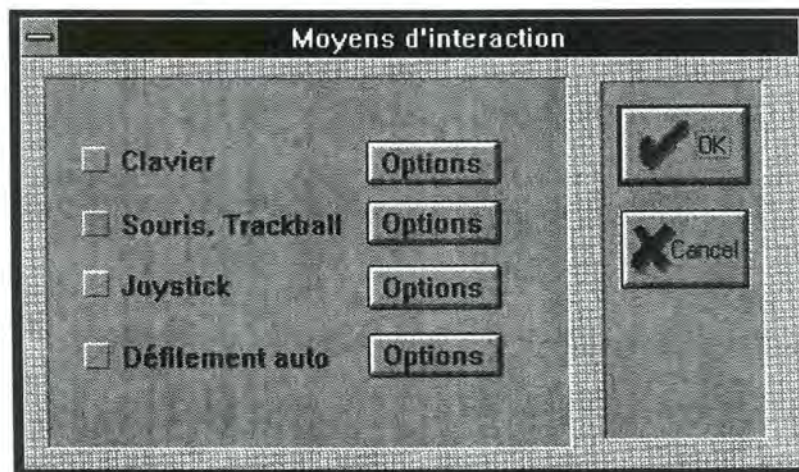 Moyens d'interaction
Clavier Options
Souris, Trackball Options
Joystick Options
Défilement auto Options
OK
Cancel